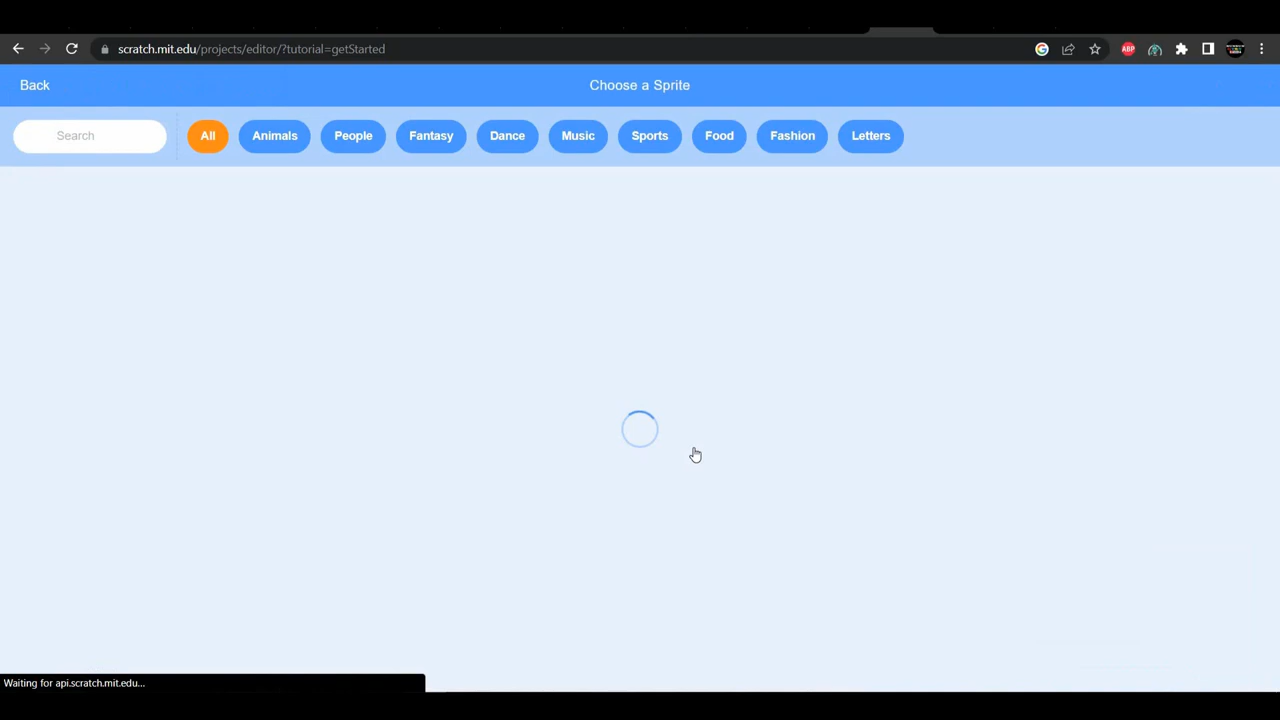 scratch.mit.edu/projects/editor/?tutorial=getStarted
ABP
Back
Choose a Sprite
Search
All
Animals
People
Fantasy
Dance
Music
Sports
Food
Fashion
Letters
Waiting for api.scratch.mit.edu...